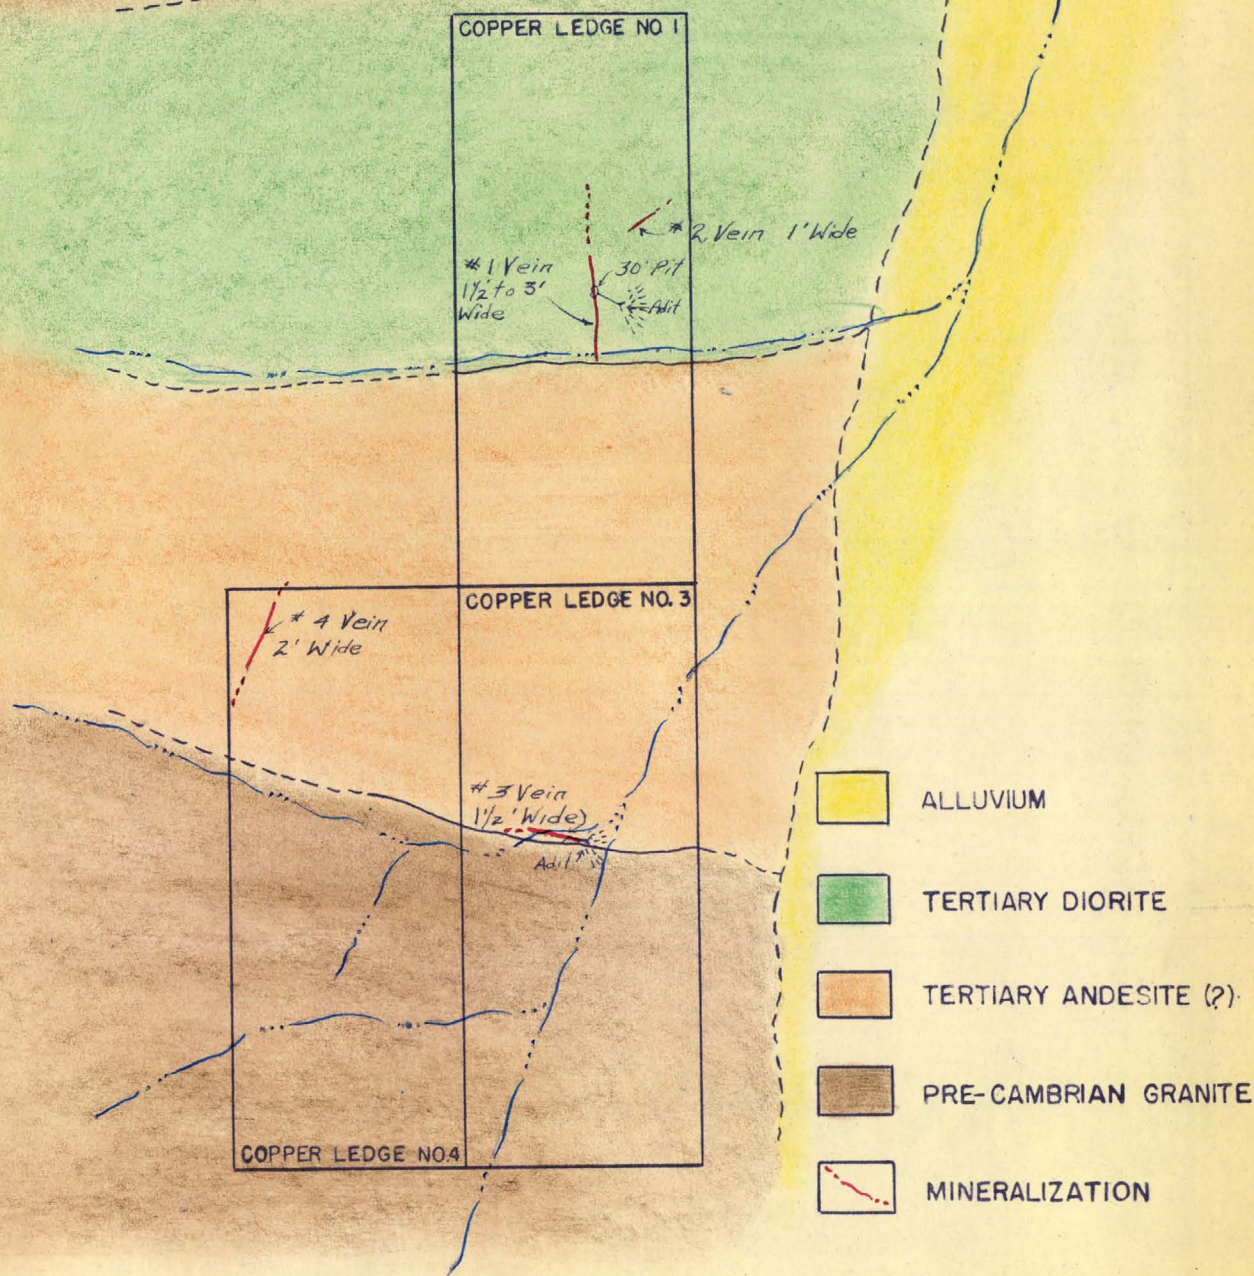 COPPER LEDGE NO 1
# 2 Vein 1' Wide
# 1 Vein
1½' to 3'
Wide
30' Pit
Adit
COPPER LEDGE NO. 3
# 4 Vein
2' Wide
# 3 Vein
1½' Wide)
Adit
COPPER LEDGE NO.4
ALLUVIUM
TERTIARY DIORITE
TERTIARY ANDESITE (?)
PRE-CAMBRIAN GRANITE
MINERALIZATION